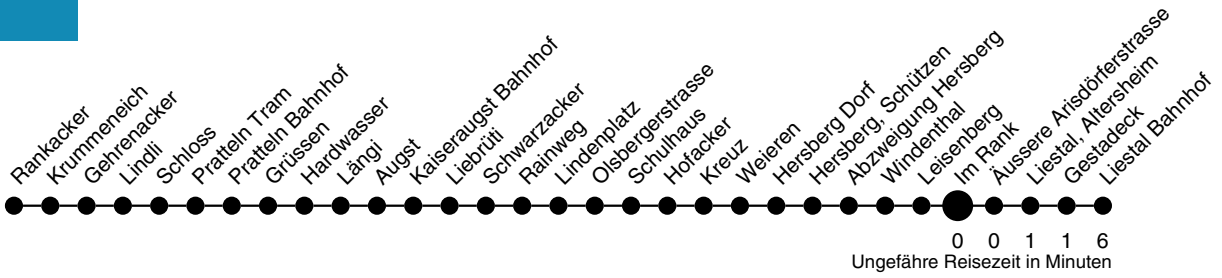 Rankacker
Krummeneich
Gehrenacker
Lindli
Schloss
Pratteln Tram
Pratteln Bahnhof
Grüssen
Hardwasser
Längi
Augst
Kaiseraugst Bahnhof
Liebrüti
Schwarzacker
Rainweg
Lindenplatz
Olsbergerstrasse
Schulhaus
Hofacker
Kreuz
Weieren
Hersberg Dorf
Hersberg, Schützen
Abzweigung Hersberg
Windenthal
Leisenberg
Im Rank
Äussere Arisdörferstrasse
Liestal, Altersheim
Gestadeck
Liestal Bahnhof
0 0 1 1 6
Ungefähre Reisezeit in Minuten